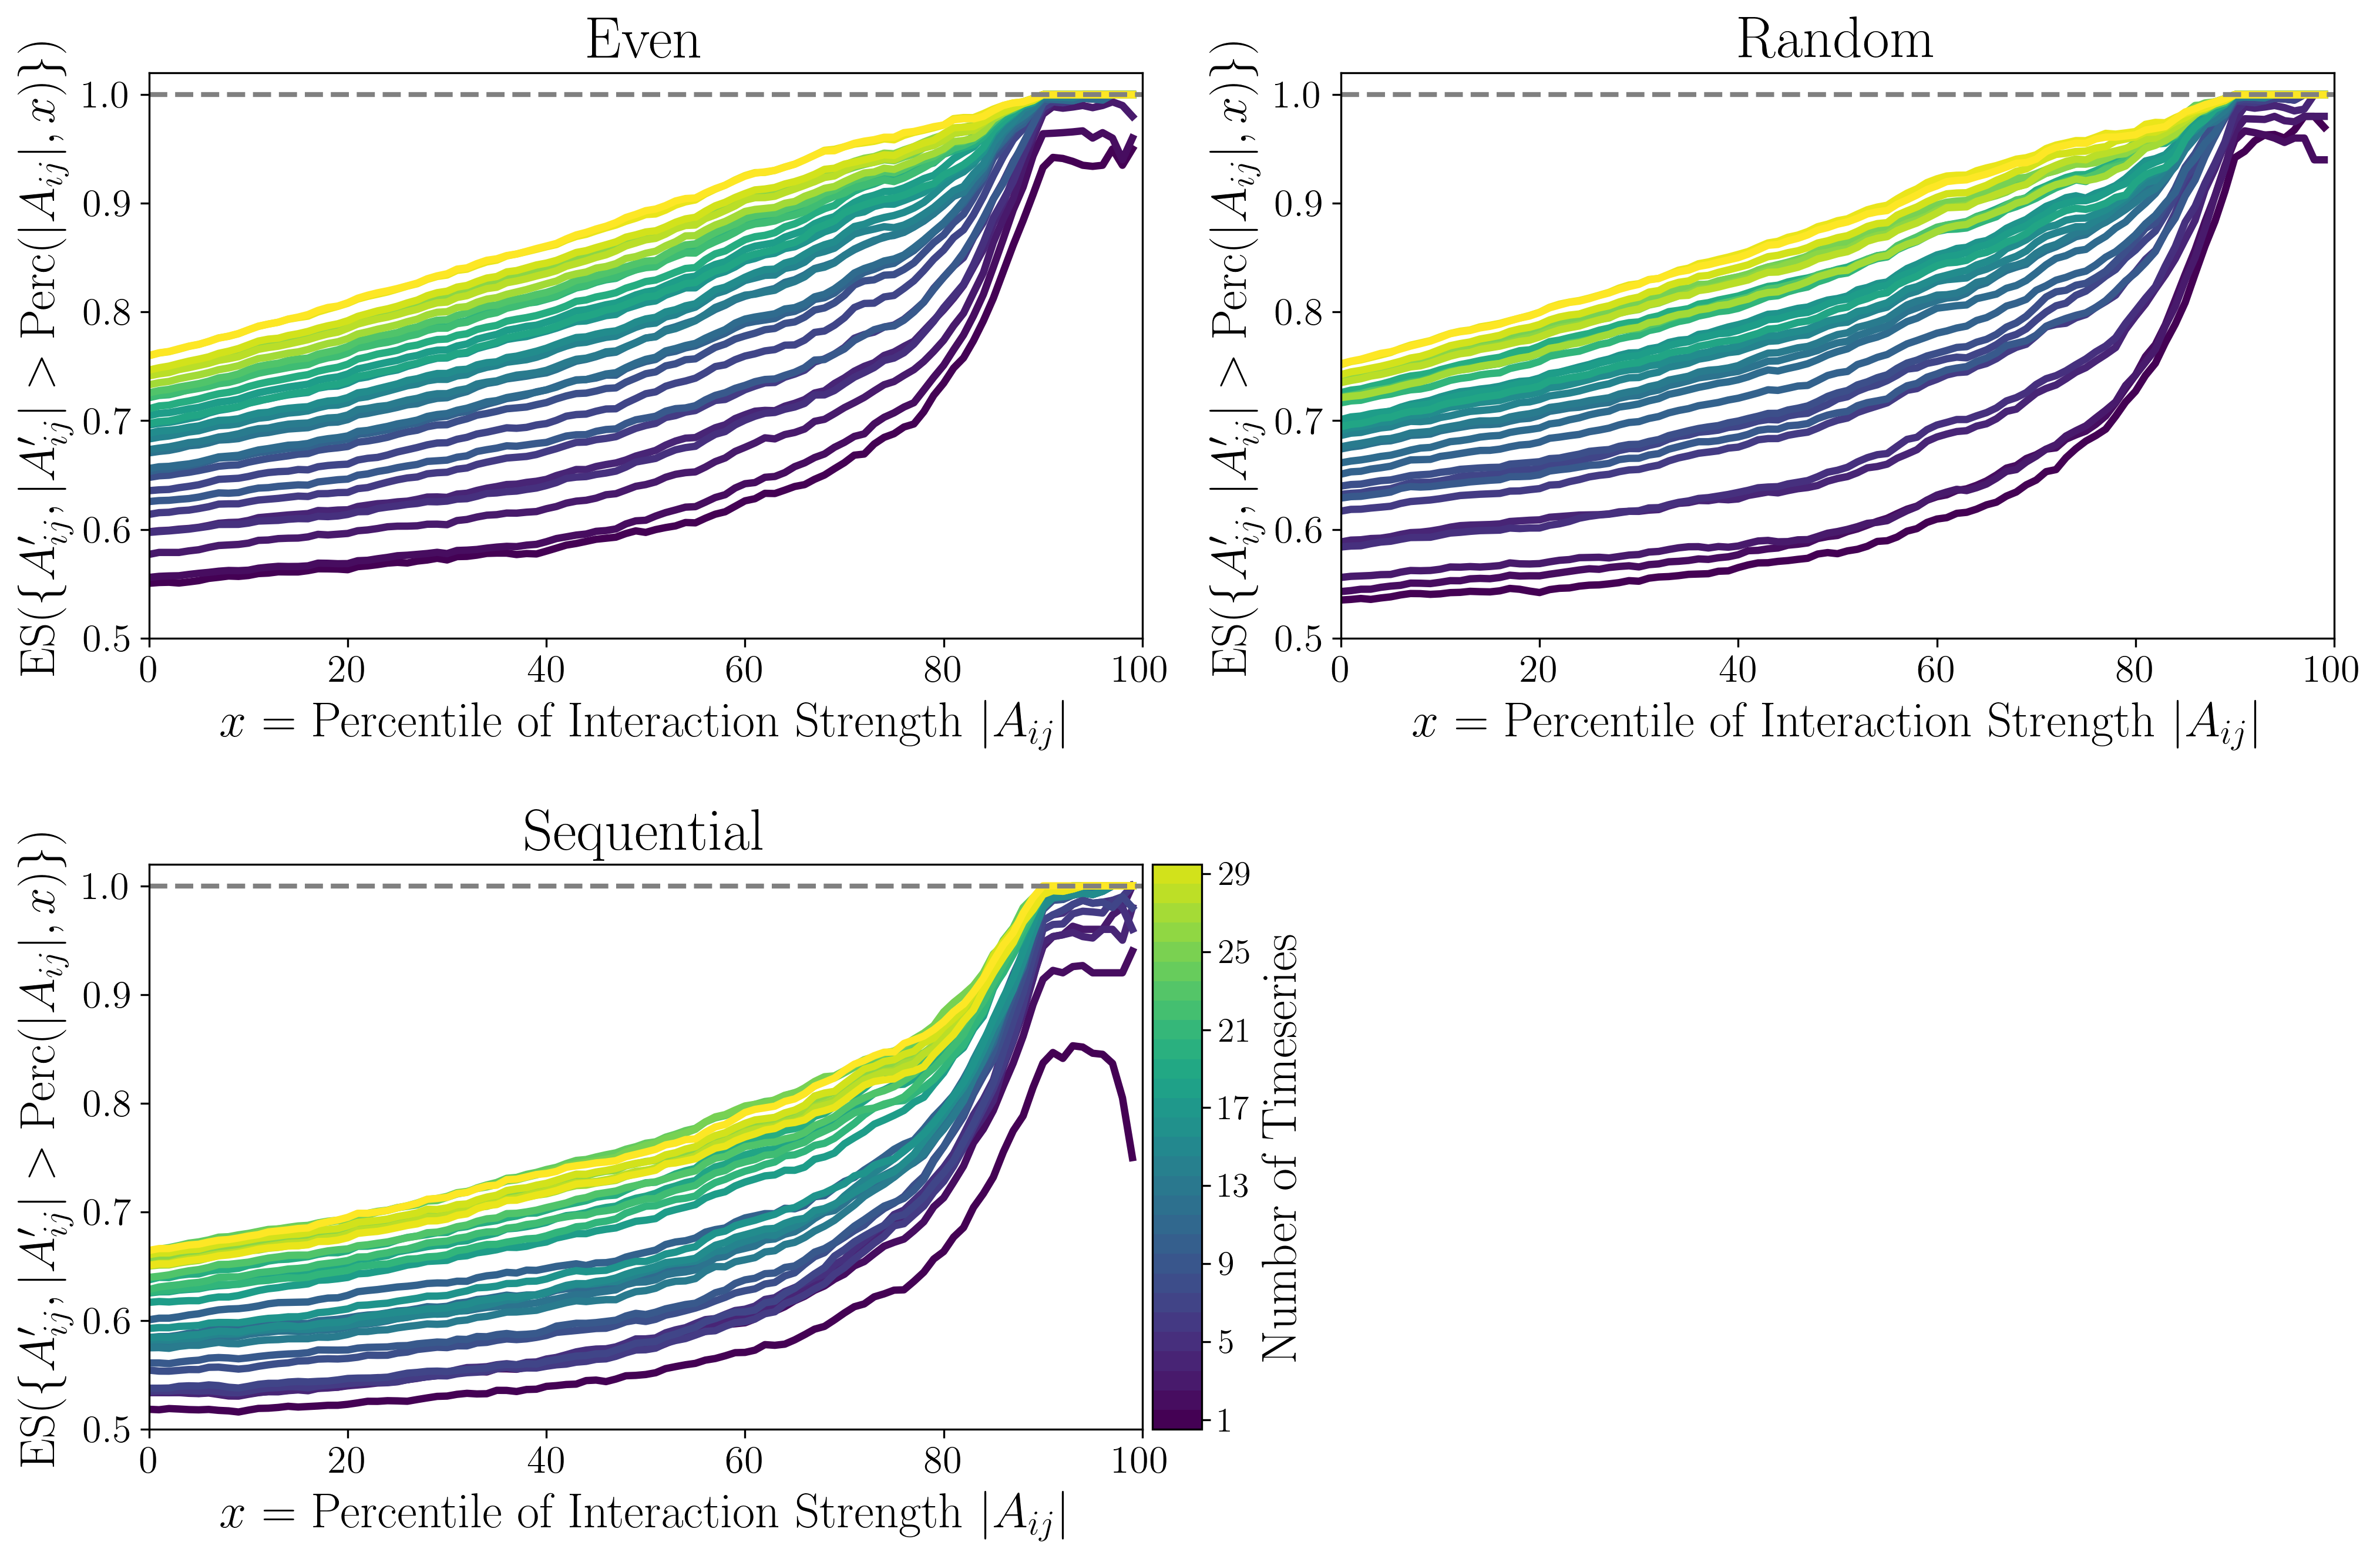 Even
ES({A′ij, |A′ij| > Perc(|Aij|, x)})
1.0
0.9
0.8
0.7
0.6
0.5
0 20 40 60 80 100
x = Percentile of Interaction Strength |Aij|
Random
ES({A′ij, |A′ij| > Perc(|Aij|, x)})
1.0
0.9
0.8
0.7
0.6
0.5
0 20 40 60 80 100
x = Percentile of Interaction Strength |Aij|
Sequential
ES({A′ij, |A′ij| > Perc(|Aij|, x)})
1.0
0.9
0.8
0.7
0.6
0.5
0 20 40 60 80 100
x = Percentile of Interaction Strength |Aij|
29
25
21
17
13
9
5
1
Number of Timeseries